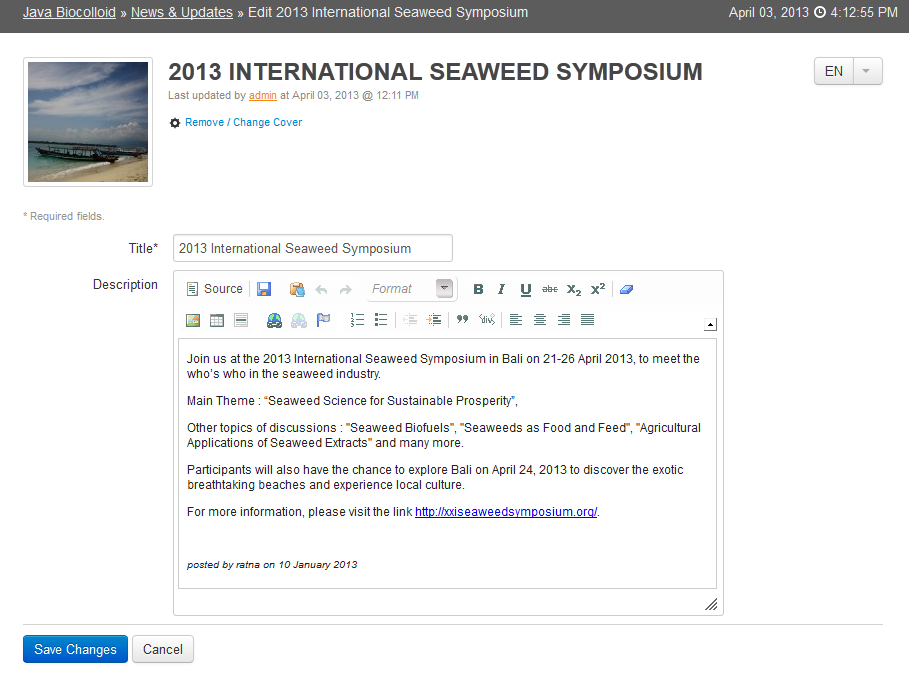 Java Biocolloid » News & Updates » Edit 2013 International Seaweed Symposium April 03, 2013 4:12:55 PM
2013 INTERNATIONAL SEAWEED SYMPOSIUM EN
Last updated by admin at April 03, 2013 @ 12:11 PM
Remove / Change Cover
* Required fields.
Title* 2013 International Seaweed Symposium
Description
Source Format B I U abc X₂ X²
Join us at the 2013 International Seaweed Symposium in Bali on 21-26 April 2013, to meet the
who’s who in the seaweed industry.
Main Theme : “Seaweed Science for Sustainable Prosperity”,
Other topics of discussions : "Seaweed Biofuels", "Seaweeds as Food and Feed", "Agricultural
Applications of Seaweed Extracts" and many more.
Participants will also have the chance to explore Bali on April 24, 2013 to discover the exotic
breathtaking beaches and experience local culture.
For more information, please visit the link http://xxiseaweedsymposium.org/.
posted by ratna on 10 January 2013
Save Changes Cancel